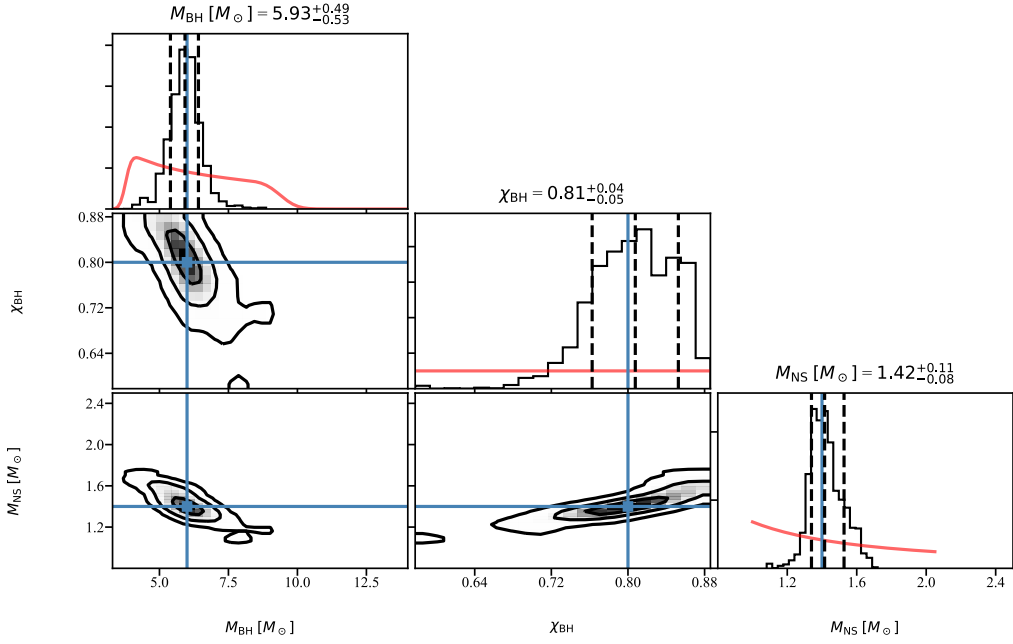 M_BH [M_⊙] = 5.93^{+0.49}_{−0.53}
χ_BH = 0.81^{+0.04}_{−0.05}
0.88
0.80
0.72
0.64
χ_BH
M_NS [M_⊙] = 1.42^{+0.11}_{−0.08}
2.4
2.0
1.6
1.2
M_NS [M_⊙]
5.0 7.5 10.0 12.5
0.64 0.72 0.80 0.88
1.2 1.6 2.0 2.4
M_BH [M_⊙]
χ_BH
M_NS [M_⊙]